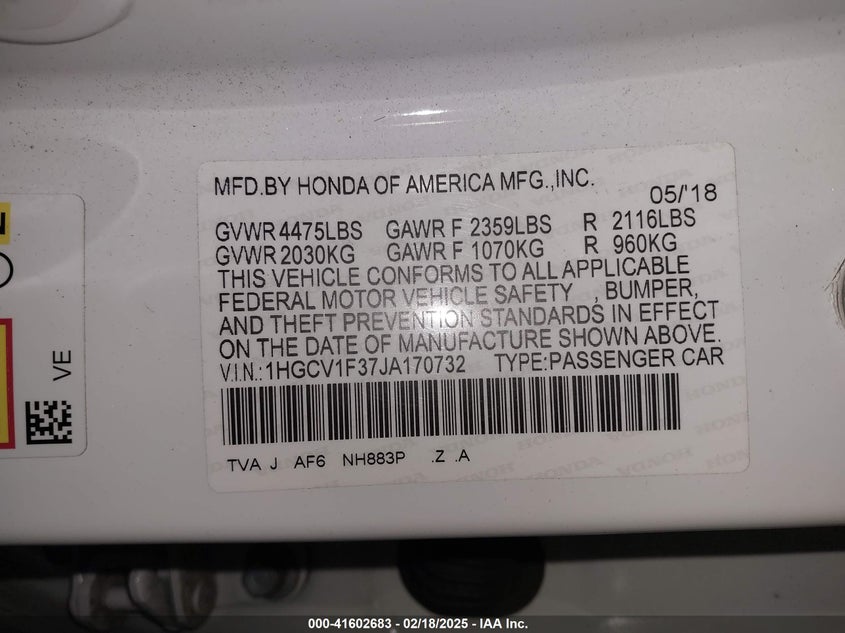 MFD.BY HONDA OF AMERICA MFG.,INC. 05/'18
GVWR 4475LBS GAWR F 2359LBS R 2116LBS
GVWR 2030KG GAWR F 1070KG R 960KG
THIS VEHICLE CONFORMS TO ALL APPLICABLE
FEDERAL MOTOR VEHICLE SAFETY , BUMPER,
AND THEFT PREVENTION STANDARDS IN EFFECT
ON THE DATE OF MANUFACTURE SHOWN ABOVE.
V.I.N.:1HGCV1F37JA170732 TYPE:PASSENGER CAR
TVA J AF6 NH883P .Z .A
VE
000-41602683 - 02/18/2025 - IAA Inc.